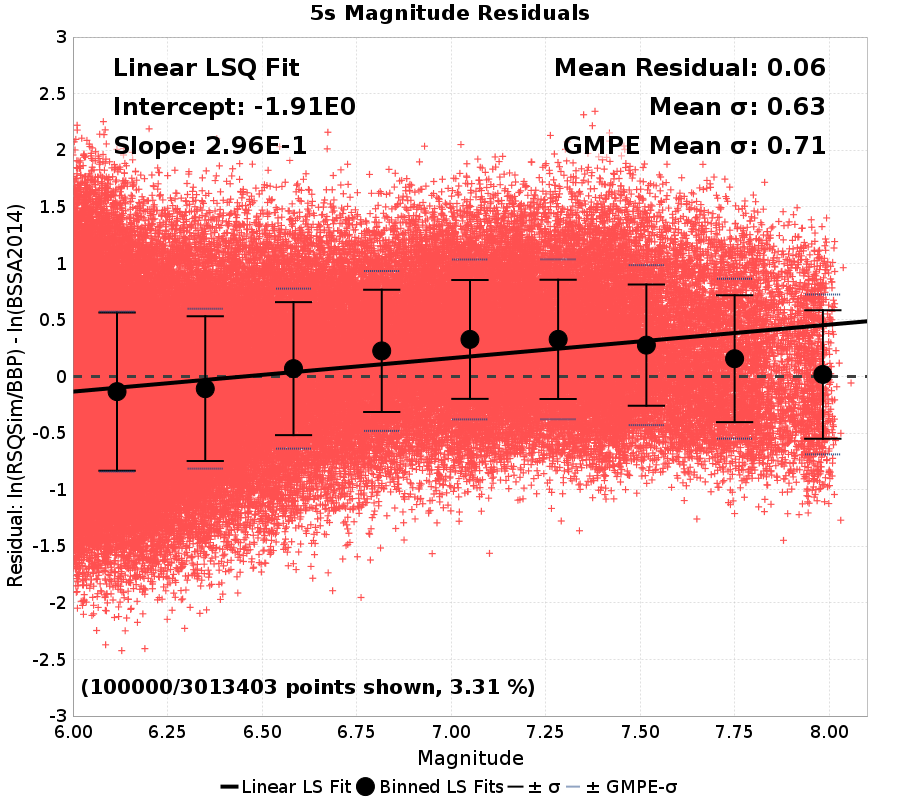 5s Magnitude Residuals
Linear LSQ Fit
Intercept: -1.91E0
Slope: 2.96E-1
Mean Residual: 0.06
Mean σ: 0.63
GMPE Mean σ: 0.71
Residual: ln(RSQSim/BBP) - ln(BSSA2014)
3
2.5
2
1.5
1
0.5
0
-0.5
-1
-1.5
-2
-2.5
-3
(100000/3013403 points shown, 3.31 %)
6.00 6.25 6.50 6.75 7.00 7.25 7.50 7.75 8.00
Magnitude
Linear LS Fit Binned LS Fits ± σ ± GMPE-σ